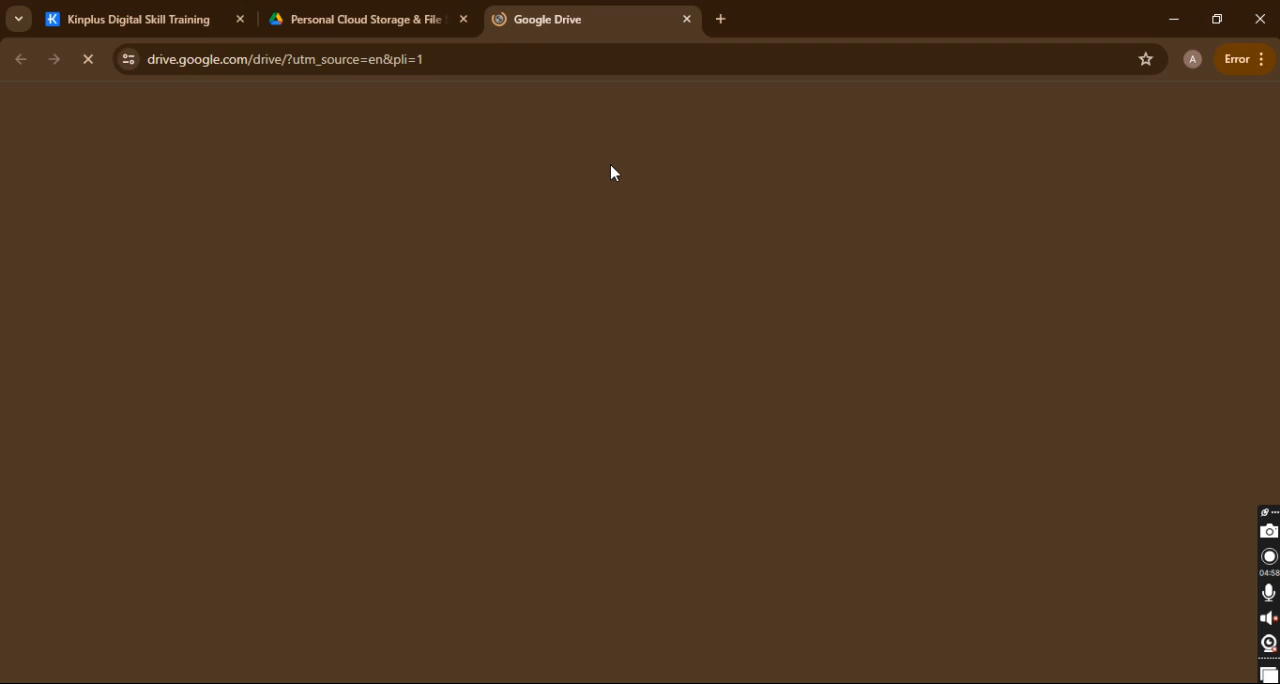 Kinplus Digital Skill Training
Personal Cloud Storage & File
Google Drive
drive.google.com/drive/?utm_source=en&pli=1
A
Error
04:58